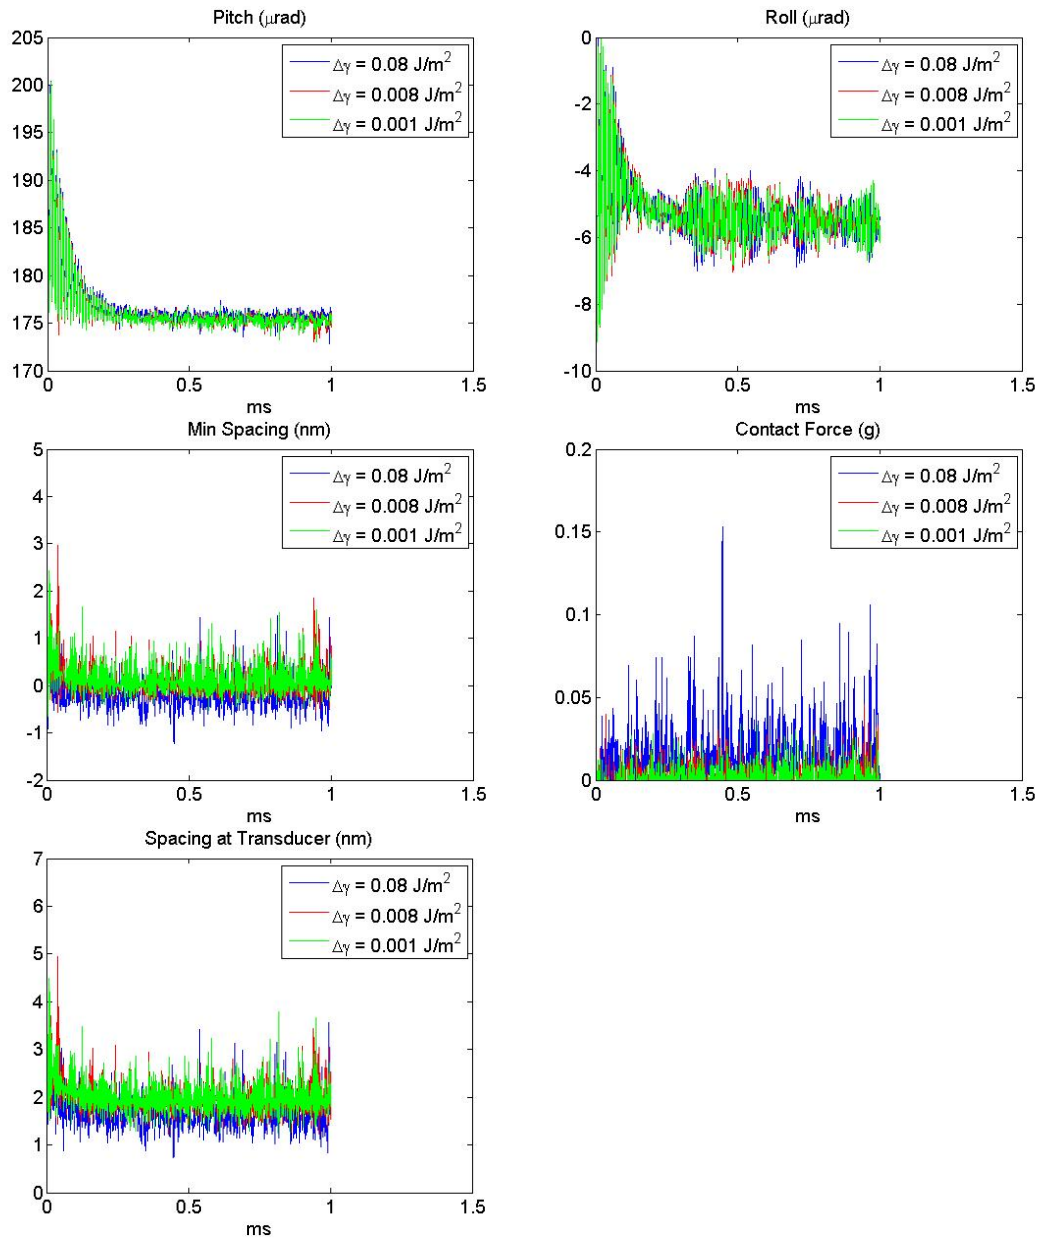 Pitch (μrad)
205
200
195
190
185
180
175
170
0
0.5
1
1.5
ms
Δγ = 0.08 J/m²
Δγ = 0.008 J/m²
Δγ = 0.001 J/m²
Roll (μrad)
0
-2
-4
-6
-8
-10
0
0.5
1
1.5
ms
Δγ = 0.08 J/m²
Δγ = 0.008 J/m²
Δγ = 0.001 J/m²
Min Spacing (nm)
5
4
3
2
1
0
-1
-2
0
0.5
1
1.5
ms
Δγ = 0.08 J/m²
Δγ = 0.008 J/m²
Δγ = 0.001 J/m²
Contact Force (g)
0.2
0.15
0.1
0.05
0
0
0.5
1
1.5
ms
Δγ = 0.08 J/m²
Δγ = 0.008 J/m²
Δγ = 0.001 J/m²
Spacing at Transducer (nm)
7
6
5
4
3
2
1
0
0
0.5
1
1.5
ms
Δγ = 0.08 J/m²
Δγ = 0.008 J/m²
Δγ = 0.001 J/m²